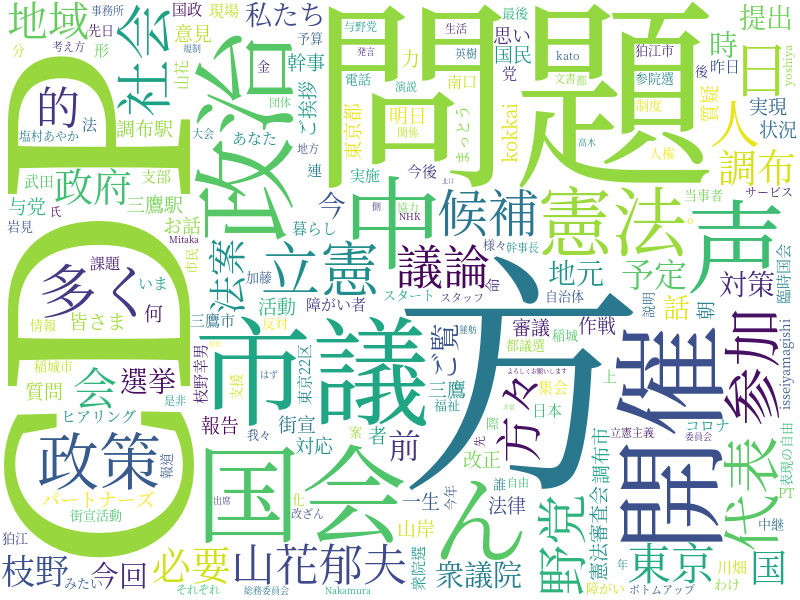 事務所
国政
現場
私たち
与野党
生活
最後
提出
地域
先日
形
意見
予算
思い
考え方
規制
分
山花
発言
英樹
国民
kato
時
日
yoshiya
社会
政治
金
幹事
ご挨拶
電話
演説
力
南口
党
狛江市
後
昨日
問題
的
調布駅
団体
東京都
明日
関係
文書
都
参院選
質疑
実現
状況
塩村あやか
法
大会
あなた
まっとう
kokkai
制度
人
高木
人権
武田
支部
地方
連
今後
調布
政府
与党
氏
三鷹駅
実施
今
中
候補
憲法
声
当事者
サービス
岩見
Mitaka
お話
暮らし
側
協力
NHK
土口
様々
幹事長
市民
法案
立憲
議論
命
地元
予定
対策
臨時国会
CDP
多く
課題
いま
加藤
活動
障がい者
スタート
スタッフ
自治体
話
朝
説明
皆さま
何
情報
三鷹市
反対
方
ご覧
蓮舫
審議
稲城
作戦
都議選
開催
参加
isseiyamagishi
稲城市
市議
枝野幸男
東京22区
支援
はず
三鷹
よろしくお願いします
集会
上
質問
会
選挙
是非
福祉
方々
日本
ヒアリング
報告
街宣
我々
対応
者
案
前
緊
先
改正
立憲主義
コロナ
委員会
政策
報道
パートナーズ
街宣活動
国会
ん
誰
自由
野党
憲法審査会
調布市
代表
表現の自由
PT
出席
化
改ざん
一生
今年
法律
中継
狛江
枝野
みたい
今回
必要
山花郁夫
山岸
衆院選
衆議院
年
東京
川畑
わけ
国
それぞれ
総務委員会
Nakamura
障がい
ボトムアップ